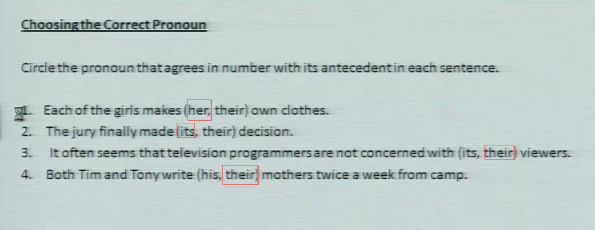 Choosing the Correct Pronoun
Circle the pronoun that agrees in number with its antecedent in each sentence.
1. Each of the girls makes (her, their) own clothes.
2. The jury finally made (its, their) decision.
3. It often seems that television programmers are not concerned with (its, their) viewers.
4. Both Tim and Tony write (his, their) mothers twice a week from camp.